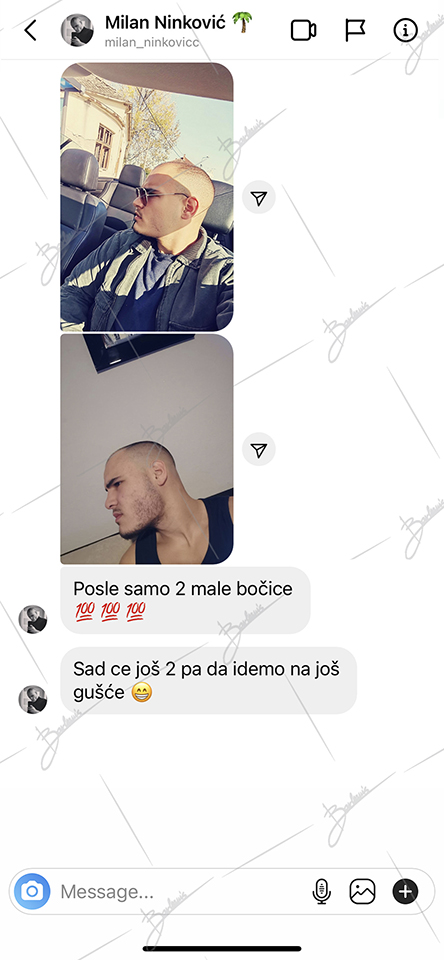 Milan Ninković 🌴
milan_ninkovicc
Posle samo 2 male bočice
💯 💯 💯
Sad ce još 2 pa da idemo na još
gušće 😁
Message...